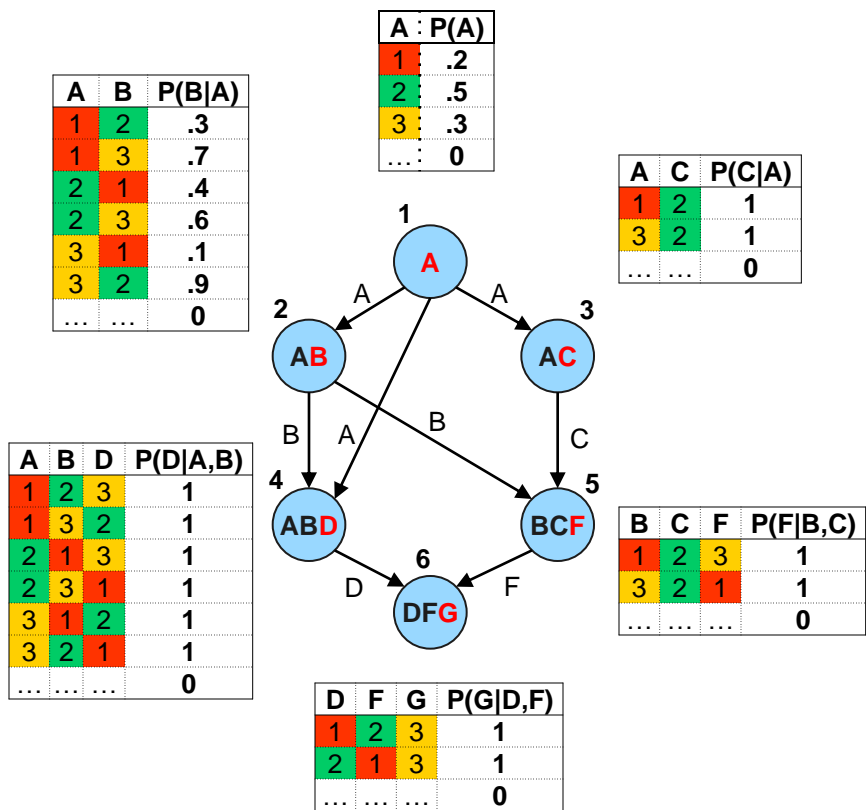 A P(A)
1 .2
2 .5
3 .3
... 0
A B P(B|A)
1 2 .3
1 3 .7
2 1 .4
2 3 .6
3 1 .1
3 2 .9
... ... 0
A C P(C|A)
1 2 1
3 2 1
... ... 0
1
A
A A
2 3
AB AC
B A B C
4 5
ABD BCF
6
D F
DFG
A B D P(D|A,B)
1 2 3 1
1 3 2 1
2 1 3 1
2 3 1 1
3 1 2 1
3 2 1 1
... ... ... 0
B C F P(F|B,C)
1 2 3 1
3 2 1 1
... ... ... 0
D F G P(G|D,F)
1 2 3 1
2 1 3 1
... ... ... 0